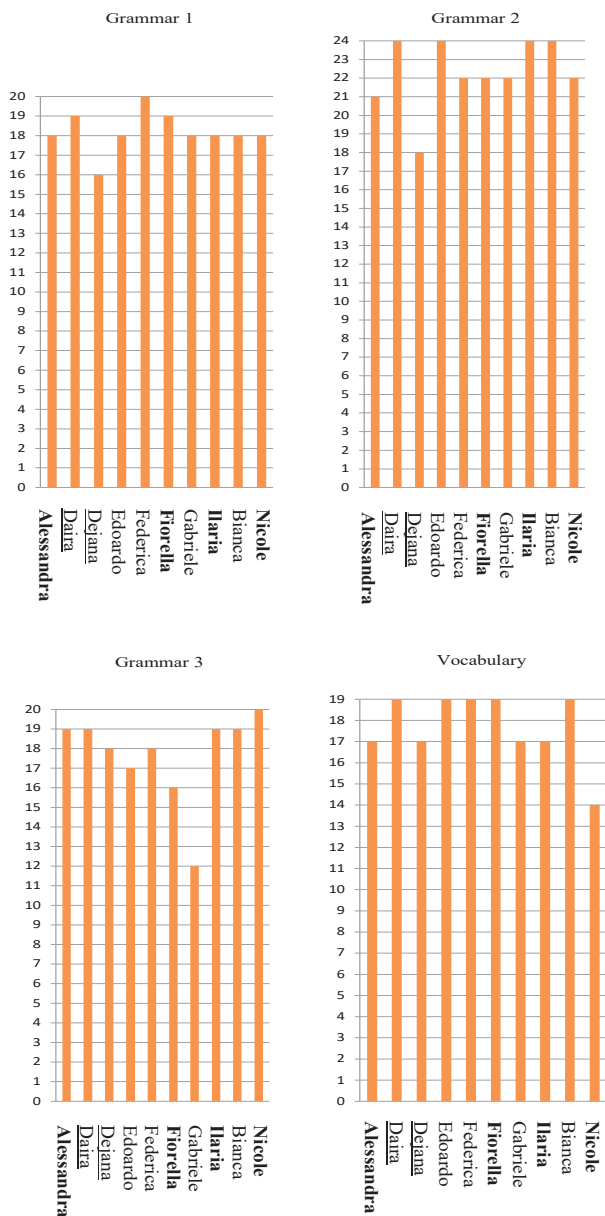 Grammar 1
20
19
18
17
16
15
14
13
12
11
10
9
8
7
6
5
4
3
2
1
0
Alessandra
Daira
Dejana
Edoardo
Federica
Fiorella
Gabriele
Ilaria
Bianca
Nicole
Grammar 2
24
23
22
21
20
19
18
17
16
15
14
13
12
11
10
9
8
7
6
5
4
3
2
1
0
Alessandra
Daira
Dejana
Edoardo
Federica
Fiorella
Gabriele
Ilaria
Bianca
Nicole
Grammar 3
20
19
18
17
16
15
14
13
12
11
10
9
8
7
6
5
4
3
2
1
0
Alessandra
Daira
Dejana
Edoardo
Federica
Fiorella
Gabriele
Ilaria
Bianca
Nicole
Vocabulary
19
18
17
16
15
14
13
12
11
10
9
8
7
6
5
4
3
2
1
0
Alessandra
Daira
Dejana
Edoardo
Federica
Fiorella
Gabriele
Ilaria
Bianca
Nicole